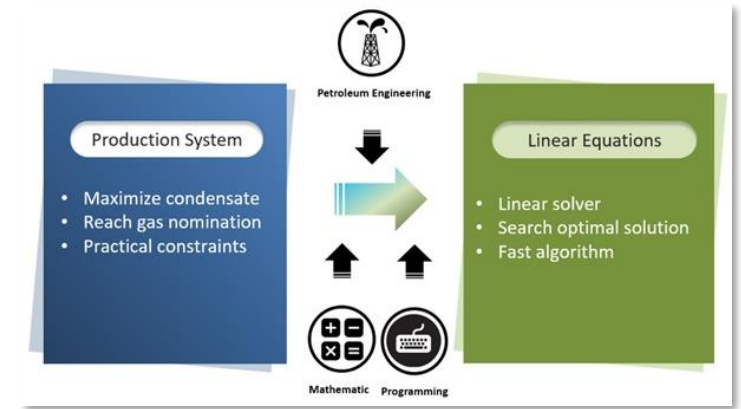 Petroleum Engineering
Production System
• Maximize condensate
• Reach gas nomination
• Practical constraints
Linear Equations
• Linear solver
• Search optimal solution
• Fast algorithm
Mathematic
Programming